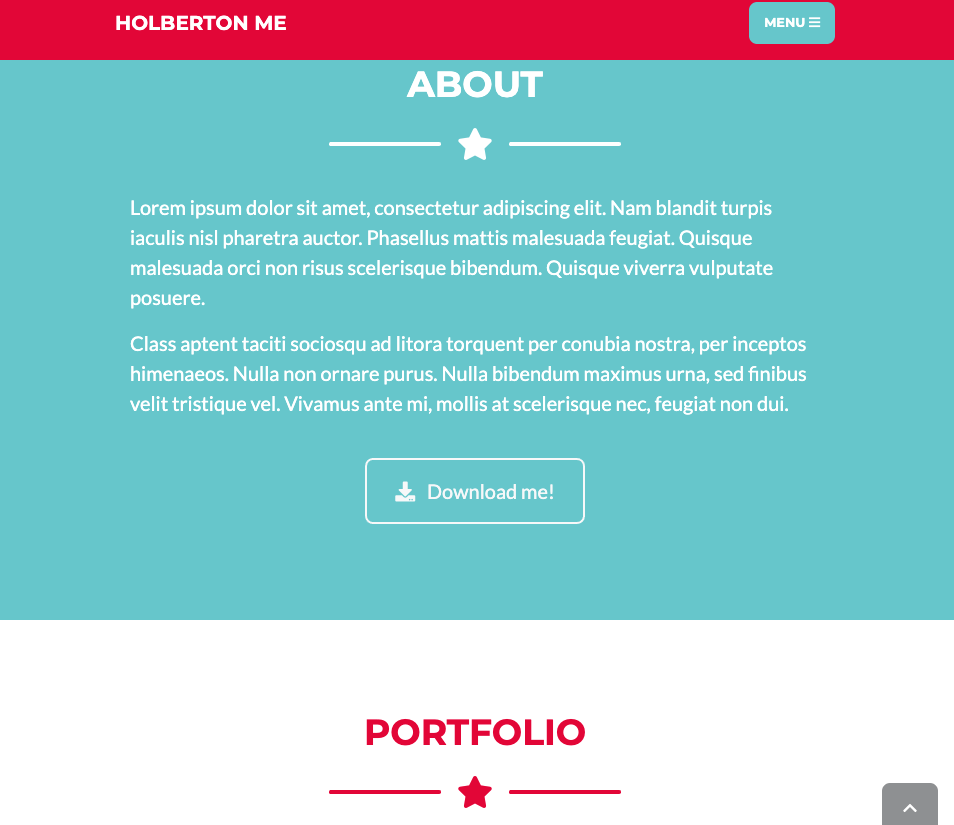 HOLBERTON ME
MENU
ABOUT
Lorem ipsum dolor sit amet, consectetur adipiscing elit. Nam blandit turpis
iaculis nisl pharetra auctor. Phasellus mattis malesuada feugiat. Quisque
malesuada orci non risus scelerisque bibendum. Quisque viverra vulputate
posuere.
Class aptent taciti sociosqu ad litora torquent per conubia nostra, per inceptos
himenaeos. Nulla non ornare purus. Nulla bibendum maximus urna, sed finibus
velit tristique vel. Vivamus ante mi, mollis at scelerisque nec, feugiat non dui.
Download me!
PORTFOLIO